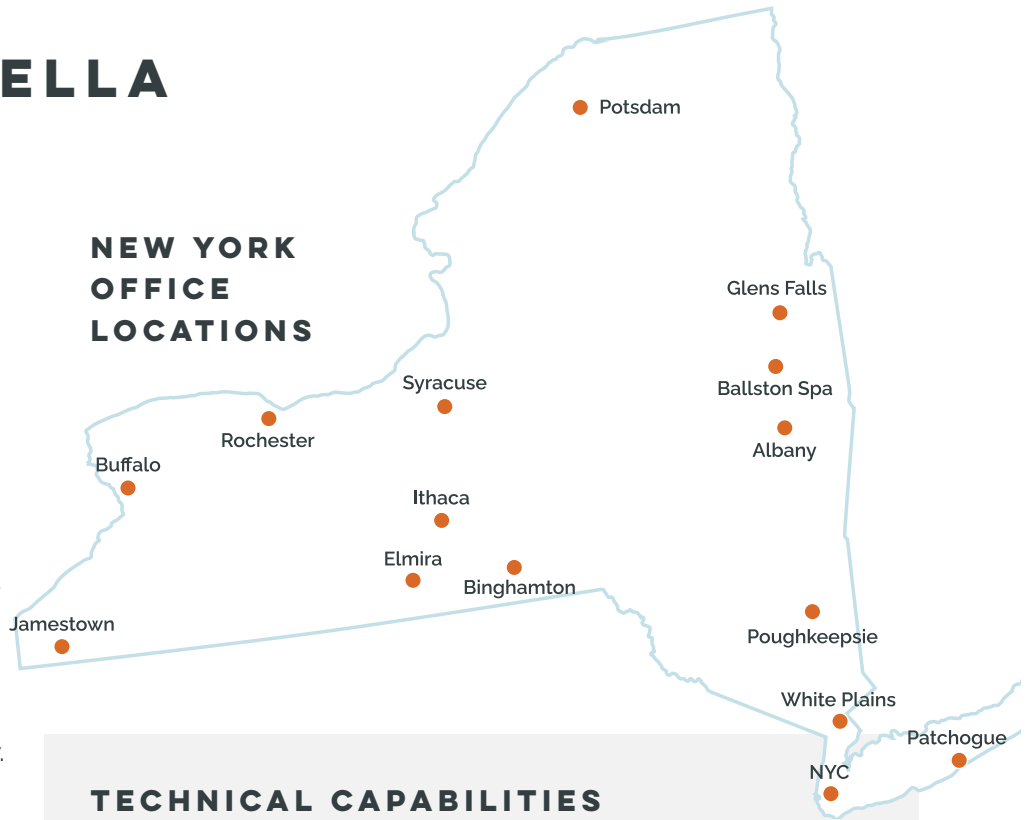 ELLA
Potsdam
NEW YORK
OFFICE
LOCATIONS
Glens Falls
Syracuse
Ballston Spa
Rochester
Albany
Buffalo
Ithaca
Elmira
Binghamton
Jamestown
Poughkeepsie
White Plains
Patchogue
NYC
TECHNICAL CAPABILITIES